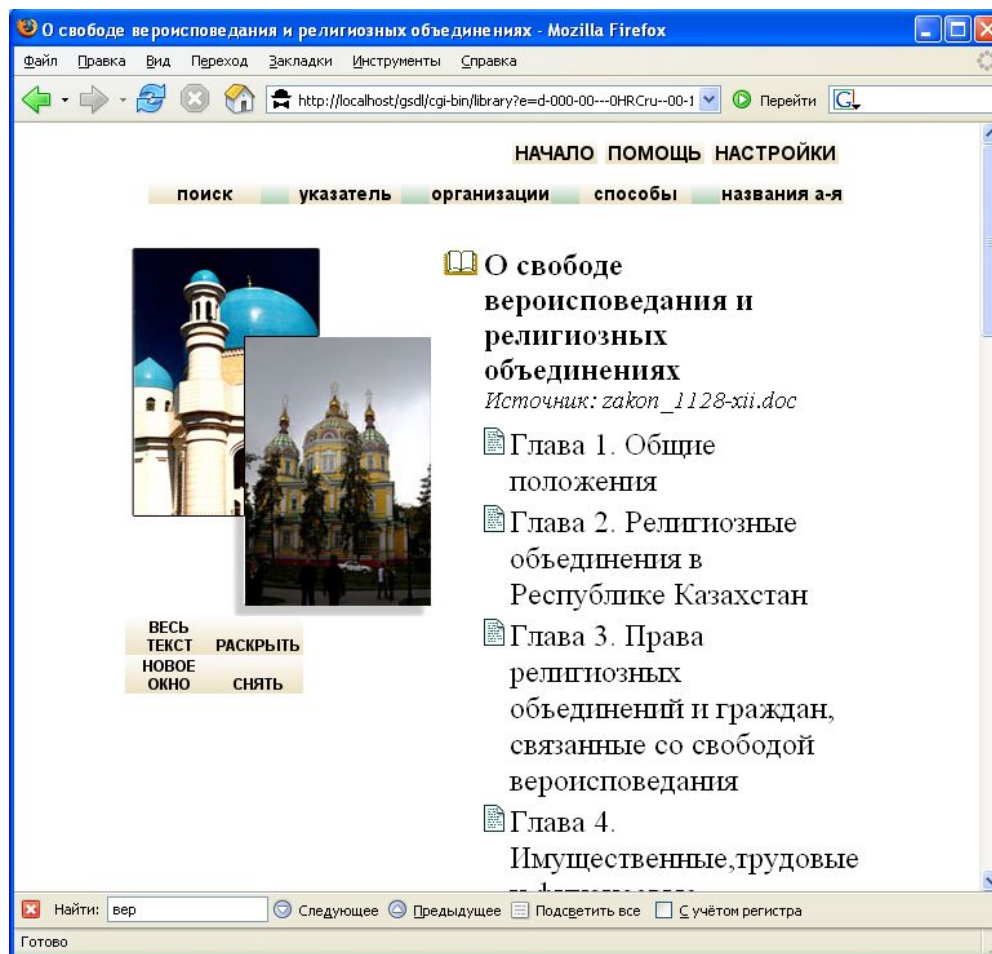 О свободе вероисповедания и религиозных объединениях - Mozilla Firefox
Файл Правка Вид Переход Закладки Инструменты Справка
http://localhost/gsdl/cgi-bin/library?e=d-000-00---0HRCru--00-1 Перейти G
НАЧАЛО ПОМОЩЬ НАСТРОЙКИ
поиск указатель организации способы названия а-я
О свободе
вероисповедания и
религиозных
объединениях
Источник: zakon_1128-xii.doc
Глава 1. Общие
положения
Глава 2. Религиозные
объединения в
Республике Казахстан
Глава 3. Права
религиозных
объединений и граждан,
связанные со свободой
вероисповедания
Глава 4.
Имущественные,трудовые
ВЕСЬ
ТЕКСТ РАСКРЫТЬ
НОВОЕ
ОКНО СНЯТЬ
Найти: вер Следующее Предыдущее Подсветить все С учётом регистра
Готово